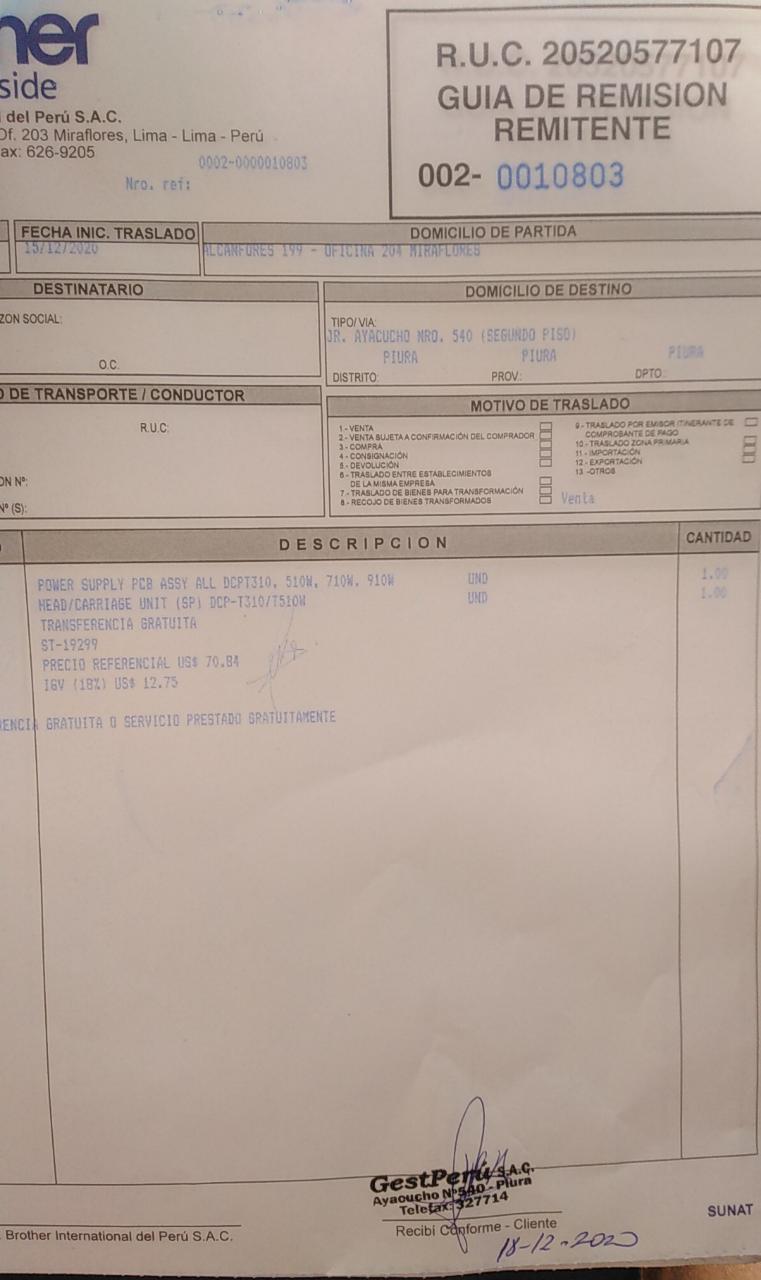 her
side
del Perú S.A.C.
Of. 203 Miraflores, Lima - Lima - Perú
ax: 626-9205
0002-0000010803
Nro. ref:
R.U.C. 20520577107
GUIA DE REMISION
REMITENTE
002- 0010803
FECHA INIC. TRASLADO
15/12/2020
DOMICILIO DE PARTIDA
ALCANFORES 199 - OFICINA 204 MIRAFLORES
DESTINATARIO
ZON SOCIAL:
O.C.
DOMICILIO DE DESTINO
TIPO/VIA:
JR. AYACUCHO NRO. 540 (SEGUNDO PISO)
PIURA PIURA PIURA
DISTRITO: PROV.: DPTO.:
O DE TRANSPORTE / CONDUCTOR
R.U.C:
ON Nº:
Nº (S):
MOTIVO DE TRASLADO
1.- VENTA
2.- VENTA SUJETA A CONFIRMACIÓN DEL COMPRADOR
3.- COMPRA
4.- CONSIGNACIÓN
5.- DEVOLUCIÓN
6.- TRASLADO ENTRE ESTABLECIMIENTOS
DE LA MISMA EMPRESA
7.- TRASLADO DE BIENES PARA TRANSFORMACIÓN
8.- RECOJO DE BIENES TRANSFORMADOS
9.- TRASLADO POR EMISOR ITINERANTE DE
COMPROBANTE DE PAGO
10.- TRASLADO ZONA PRIMARIA
11.- IMPORTACIÓN
12.- EXPORTACIÓN
13.-OTROS
Venta
DESCRIPCION
CANTIDAD
POWER SUPPLY PCB ASSY ALL DCPT310, 510W, 710W, 910W UND 1.00
HEAD/CARRIAGE UNIT (SP) DCP-T310/T510W UND 1.00
TRANSFERENCIA GRATUITA
ST-19299
PRECIO REFERENCIAL US$ 70.84
IGV (18%) US$ 12.75
ENCIA GRATUITA O SERVICIO PRESTADO GRATUITAMENTE
GestPerú S.A.C.
Ayacucho Nº 540 - Piura
Telefax: 327714
Brother International del Perú S.A.C.
Recibí Conforme - Cliente
18-12-2020
SUNAT